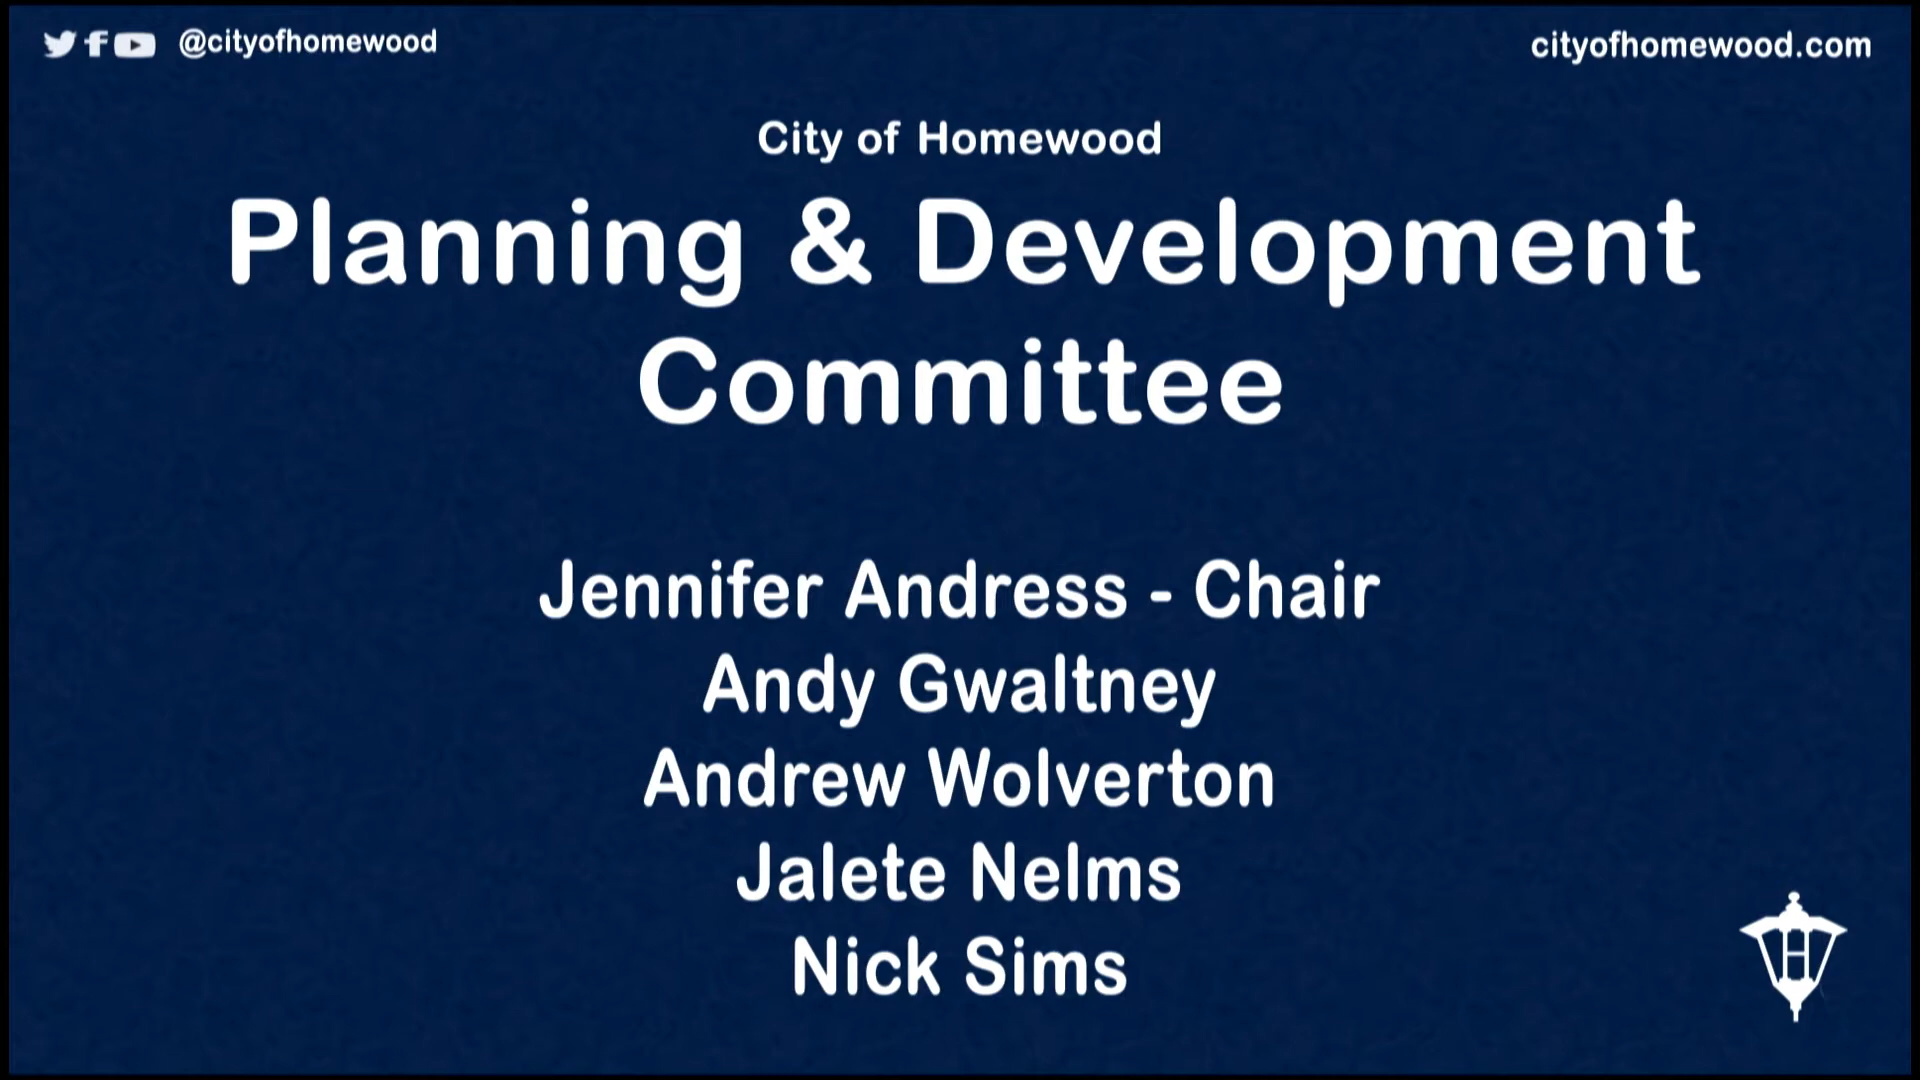 @cityofhomewood
cityofhomewood.com
City of Homewood
Planning & Development
Committee
Jennifer Andress - Chair
Andy Gwaltney
Andrew Wolverton
Jalete Nelms
Nick Sims
H